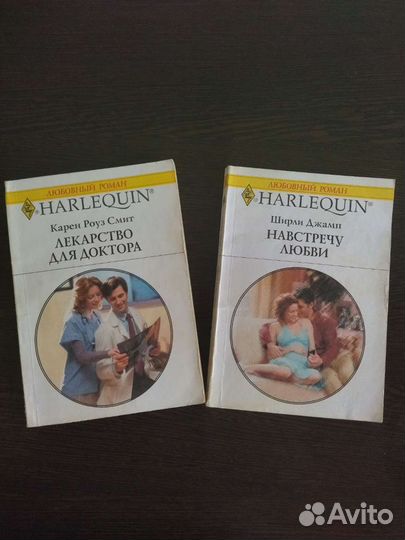 ЛЮБОВНЫЙ РОМАН
HARLEQUIN®
Карен Роуз Смит
ЛЕКАРСТВО
ДЛЯ ДОКТОРА
ЛЮБОВНЫЙ РОМАН
HARLEQUIN®
Ширли Джамп
НАВСТРЕЧУ
ЛЮБВИ
Avito